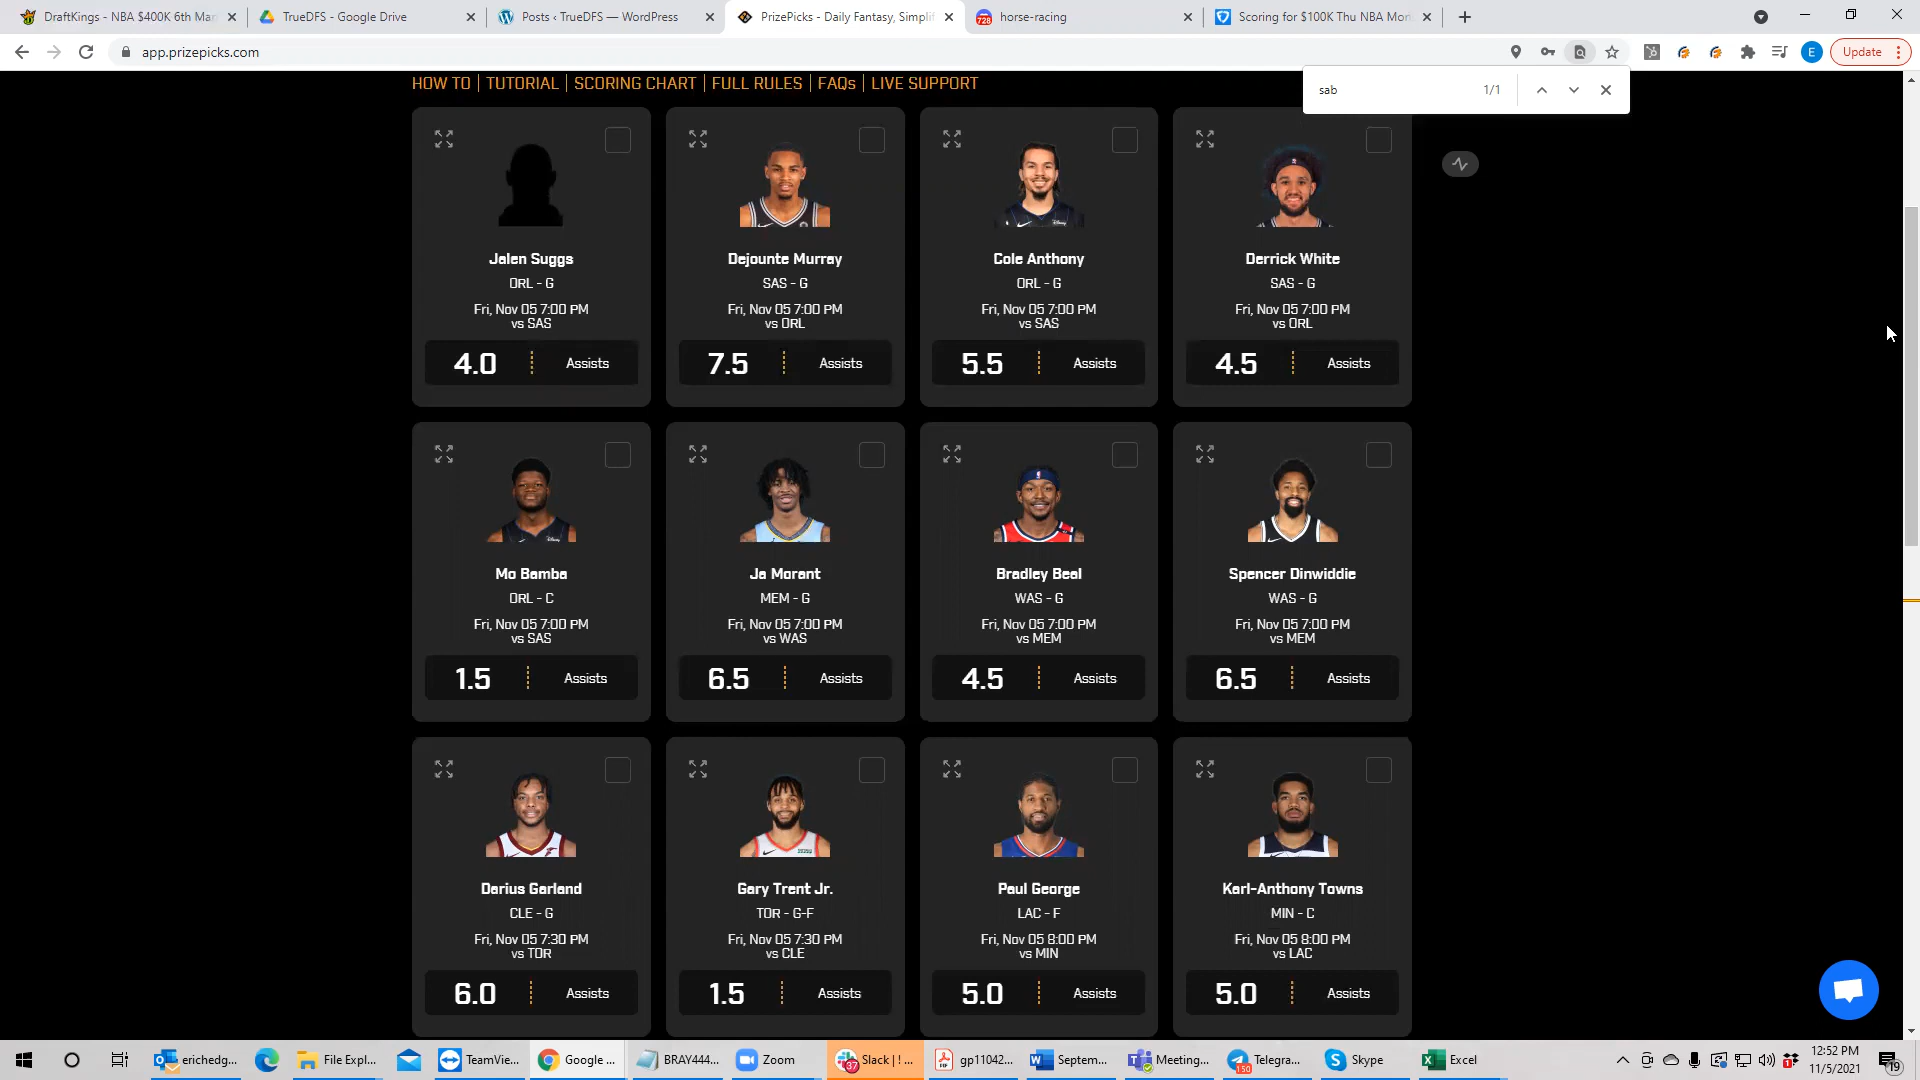 DraftKings - NBA $400K 6th Mar
TrueDFS - Google Drive
Posts ‹ TrueDFS — WordPress
PrizePicks - Daily Fantasy, Simplifi
horse-racing
Scoring for $100K Thu NBA Mon
app.prizepicks.com
Update
sab
1/1
HOW TO | TUTORIAL | SCORING CHART | FULL RULES | FAQs | LIVE SUPPORT
Jalen Suggs
ORL - G
Fri, Nov 05 7:00 PM
vs SAS
4.0 Assists
Dejounte Murray
SAS - G
Fri, Nov 05 7:00 PM
vs ORL
7.5 Assists
Cole Anthony
ORL - G
Fri, Nov 05 7:00 PM
vs SAS
5.5 Assists
Derrick White
SAS - G
Fri, Nov 05 7:00 PM
vs ORL
4.5 Assists
Mo Bamba
ORL - C
Fri, Nov 05 7:00 PM
vs SAS
1.5 Assists
Ja Morant
MEM - G
Fri, Nov 05 7:00 PM
vs WAS
6.5 Assists
Bradley Beal
WAS - G
Fri, Nov 05 7:00 PM
vs MEM
4.5 Assists
Spencer Dinwiddie
WAS - G
Fri, Nov 05 7:00 PM
vs MEM
6.5 Assists
Darius Garland
CLE - G
Fri, Nov 05 7:30 PM
vs TOR
6.0 Assists
Gary Trent Jr.
TOR - G-F
Fri, Nov 05 7:30 PM
vs CLE
1.5 Assists
Paul George
LAC - F
Fri, Nov 05 8:00 PM
vs MIN
5.0 Assists
Karl-Anthony Towns
MIN - C
Fri, Nov 05 8:00 PM
vs LAC
5.0 Assists
erichedg...
File Expl...
TeamVie...
Google ...
BRAY444...
Zoom
Slack | ! ...
gp11042...
Septem...
Meeting...
Telegra...
Skype
Excel
12:52 PM
11/5/2021
19